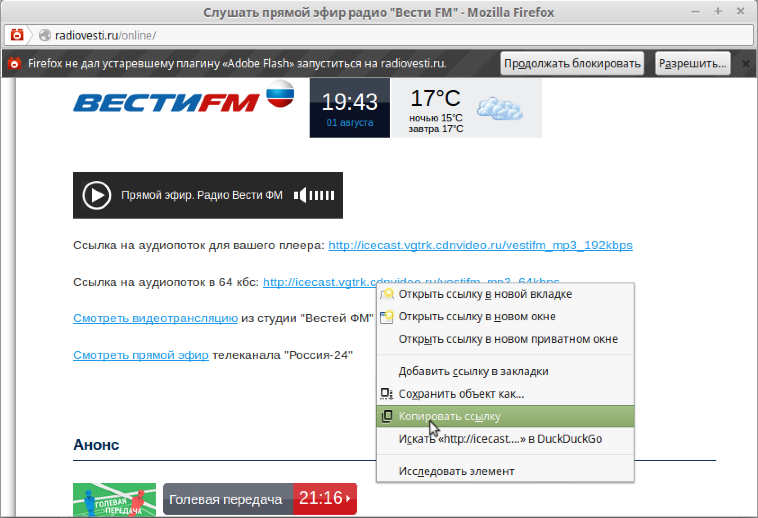 Слушать прямой эфир радио "Вести FM" - Mozilla Firefox
radiovesti.ru/online/
Firefox не дал устаревшему плагину «Adobe Flash» запуститься на radiovesti.ru.
Продолжать блокировать
Разрешить...
ВЕСТИFM
19:43
01 августа
17°C
ночью 15°C
завтра 17°C
Прямой эфир. Радио Вести ФМ
Ссылка на аудиопоток для вашего плеера: http://icecast.vgtrk.cdnvideo.ru/vestifm_mp3_192kbps
Ссылка на аудиопоток в 64 кбс: http://icecast.vgtrk.cdnvideo.ru/vestifm_mp3_64kbps
Смотреть видеотрансляцию из студии "Вестей ФМ"
Смотреть прямой эфир телеканала "Россия-24"
Открыть ссылку в новой вкладке
Открыть ссылку в новом окне
Открыть ссылку в новом приватном окне
Добавить ссылку в закладки
Сохранить объект как...
Копировать ссылку
Искать «http://icecast....» в DuckDuckGo
Исследовать элемент
Анонс
ГОЛЕВАЯ
ПЕРЕДАЧА
Голевая передача
21:16